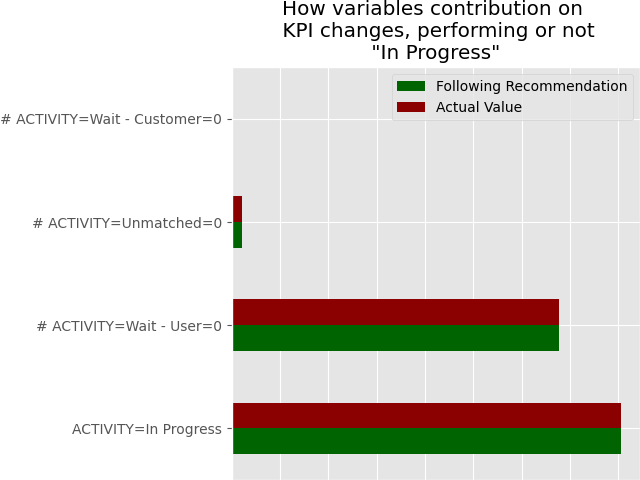 How variables contribution on
KPI changes, performing or not
"In Progress"
Following Recommendation
Actual Value
# ACTIVITY=Wait - Customer=0
# ACTIVITY=Unmatched=0
# ACTIVITY=Wait - User=0
ACTIVITY=In Progress